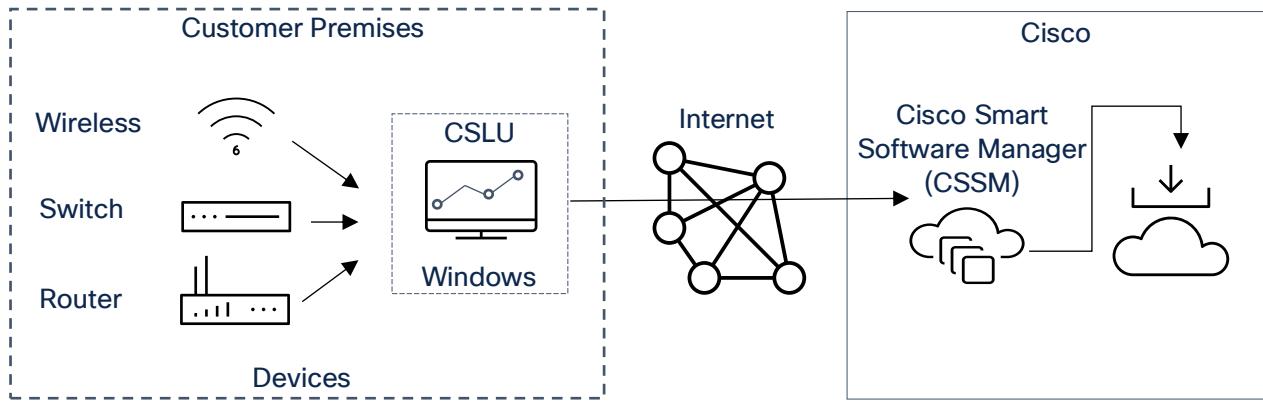 Customer Premises
Wireless
6
Switch
Router
Devices
CSLU
Windows
Internet
Cisco
Cisco Smart
Software Manager
(CSSM)